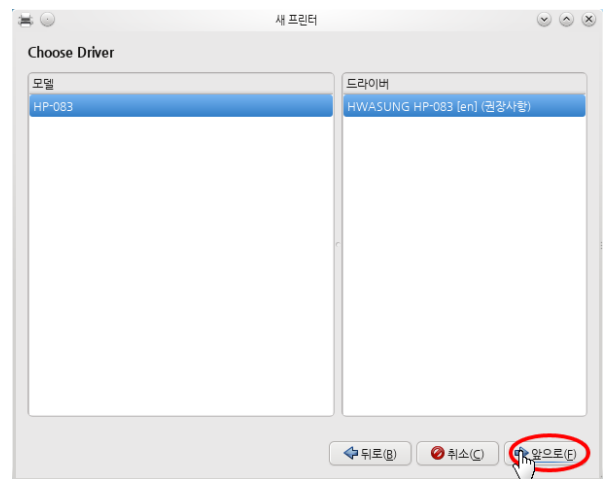 새 프린터
Choose Driver
모델
드라이버
HP-083
HWASUNG HP-083 [en] (권장사항)
뒤로(B)
취소(C)
앞으로(F)